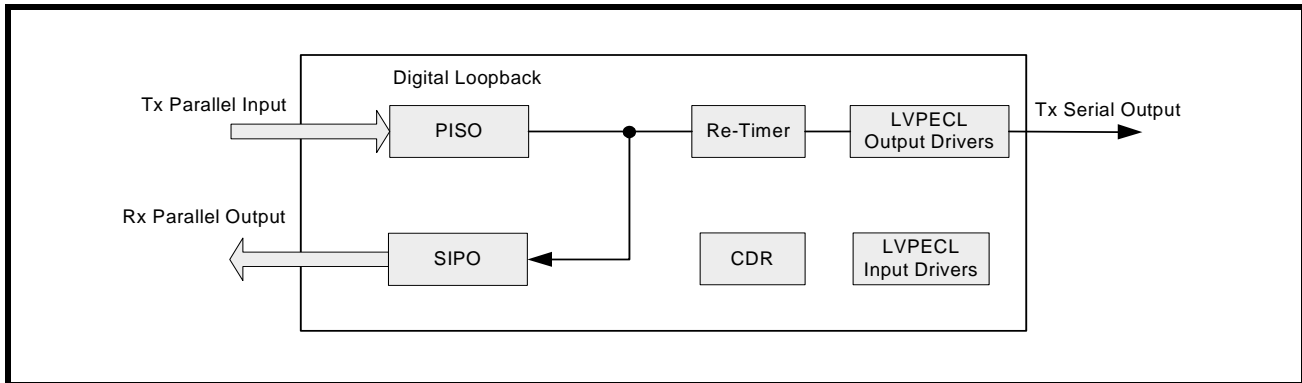 Digital Loopback
Tx Parallel Input
PISO
Re-Timer
LVPECL
Output Drivers
Tx Serial Output
Rx Parallel Output
SIPO
CDR
LVPECL
Input Drivers